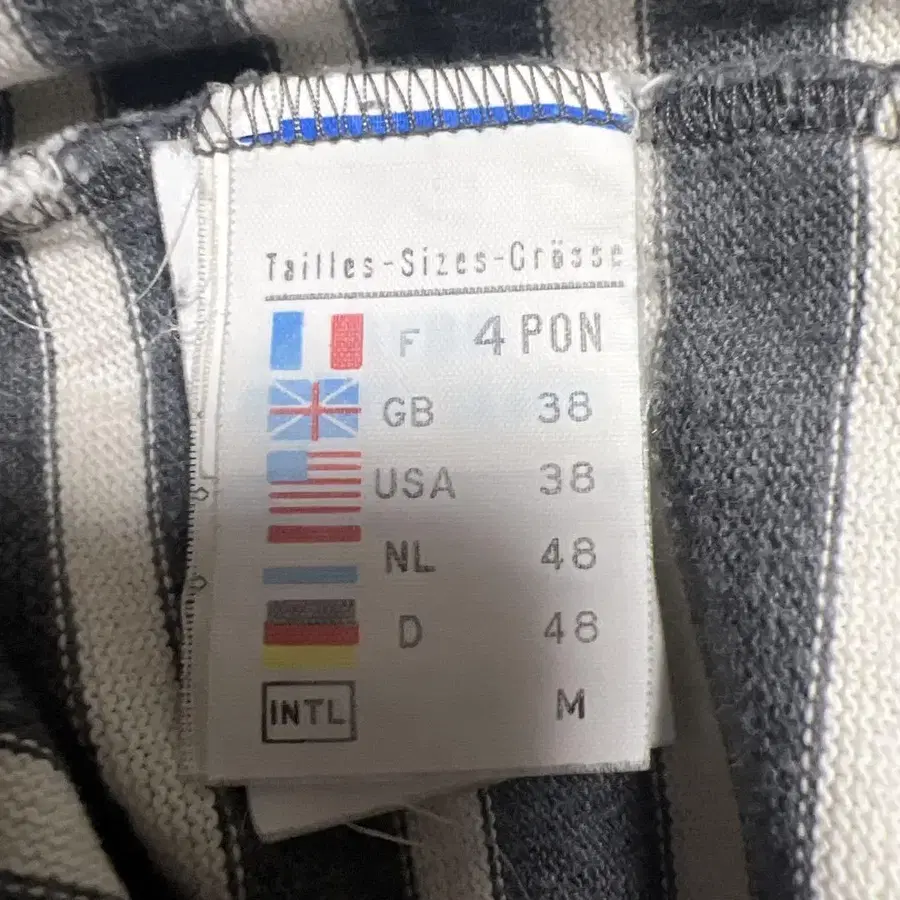 Tailles-Sizes-Grösse
F 4 PON
GB 38
USA 38
NL 48
D 48
INTL M